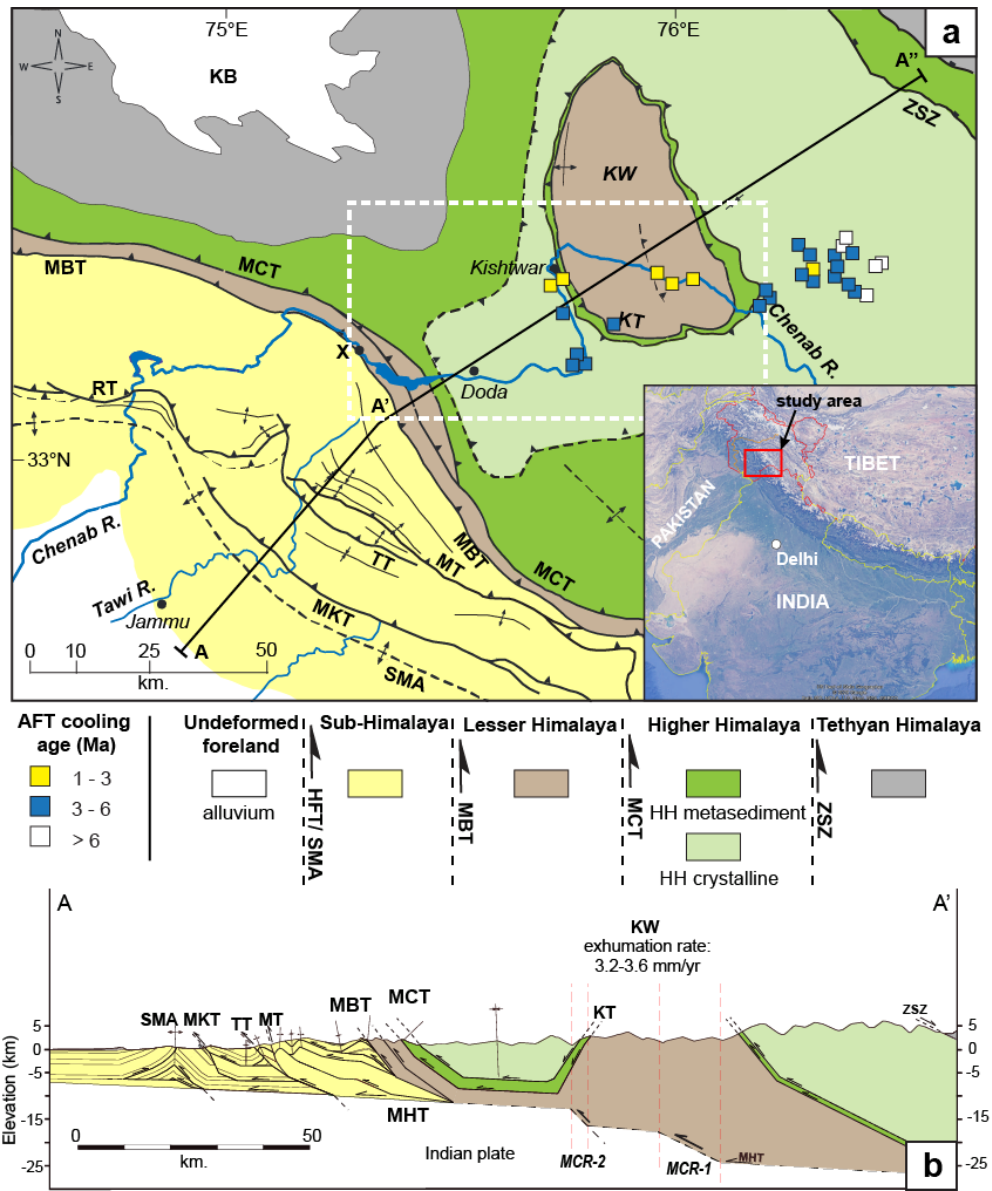 75°E
76°E
a
N
W
E
S
KB
A''
ZSZ
KW
MBT
MCT
Kishtwar
KT
Chenab R.
X
RT
Doda
A'
study area
33°N
TIBET
PAKISTAN
Delhi
INDIA
Chenab R.
TT
MT
MBT
MCT
Tawi R.
Jammu
MKT
A
SMA
0 10 25 50
km.
AFT cooling
age (Ma)
1 - 3
3 - 6
> 6
Undeformed
foreland
alluvium
HFT/ SMA
Sub-Himalaya
MBT
Lesser Himalaya
MCT
Higher Himalaya
HH metasediment
HH crystalline
ZSZ
Tethyan Himalaya
A
A'
KW
exhumation rate:
3.2-3.6 mm/yr
SMA MKT TT MT MBT MCT
KT
ZSZ
Elevation (km)
5
0
-5
-15
-25
5
0
-5
-15
-25
MHT
0 50
km.
Indian plate
MCR-2
MCR-1
MHT
b